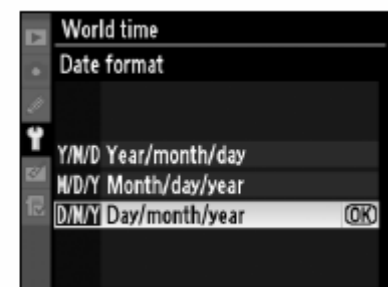 World time
Date format
Y/M/D Year/month/day
M/D/Y Month/day/year
D/M/Y Day/month/year OK